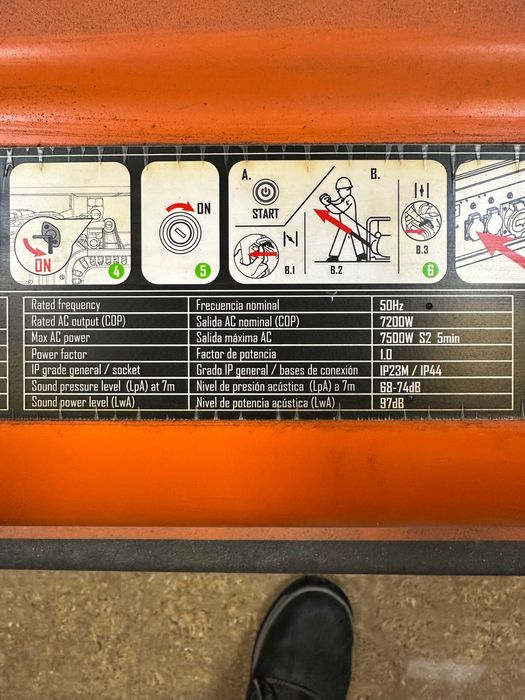 ON
4
ON
5
A.
START
B.1
B.
B.2
B.3
6
Rated frequency Frecuencia nominal 50Hz
Rated AC output (COP) Salida AC nominal (COP) 7200W
Max AC power Salida máxima AC 7500W S2 5min
Power factor Factor de potencia 1.0
IP grade general / socket Grado IP general / bases de conexión IP23M / IP44
Sound pressure level (LpA) at 7m Nivel de presión acústica (LpA) a 7m 68-74dB
Sound power level (LwA) Nivel de potencia acústica (LwA) 97dB